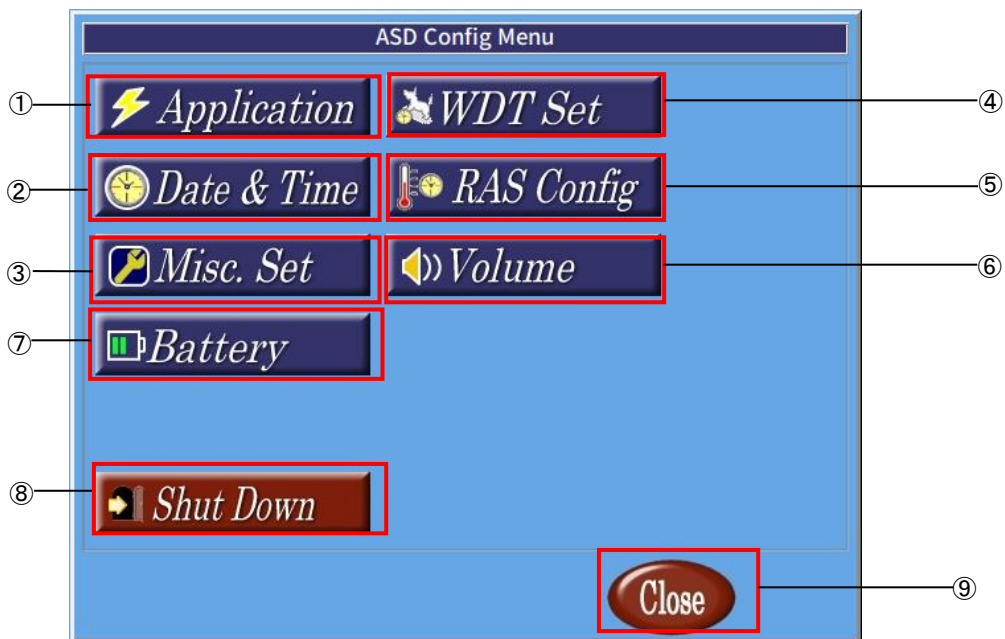 ASD Config Menu
① Application WDT Set ④
② Date & Time RAS Config ⑤
③ Misc. Set Volume ⑥
⑦ Battery
⑧ Shut Down
Close ⑨